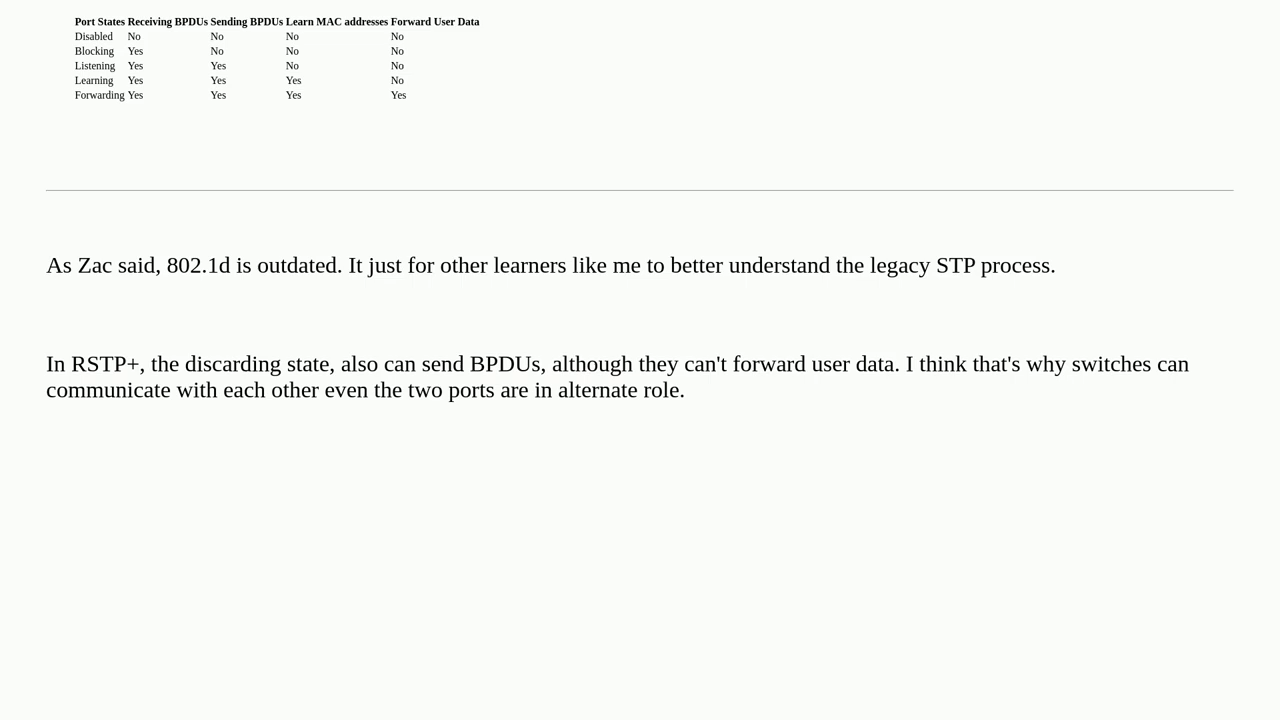 Port States Receiving BPDUs Sending BPDUs Learn MAC addresses Forward User Data
Disabled No No No No
Blocking Yes No No No
Listening Yes Yes No No
Learning Yes Yes Yes No
Forwarding Yes Yes Yes Yes
As Zac said, 802.1d is outdated. It just for other learners like me to better understand the legacy STP process.
In RSTP+, the discarding state, also can send BPDUs, although they can't forward user data. I think that's why switches can
communicate with each other even the two ports are in alternate role.